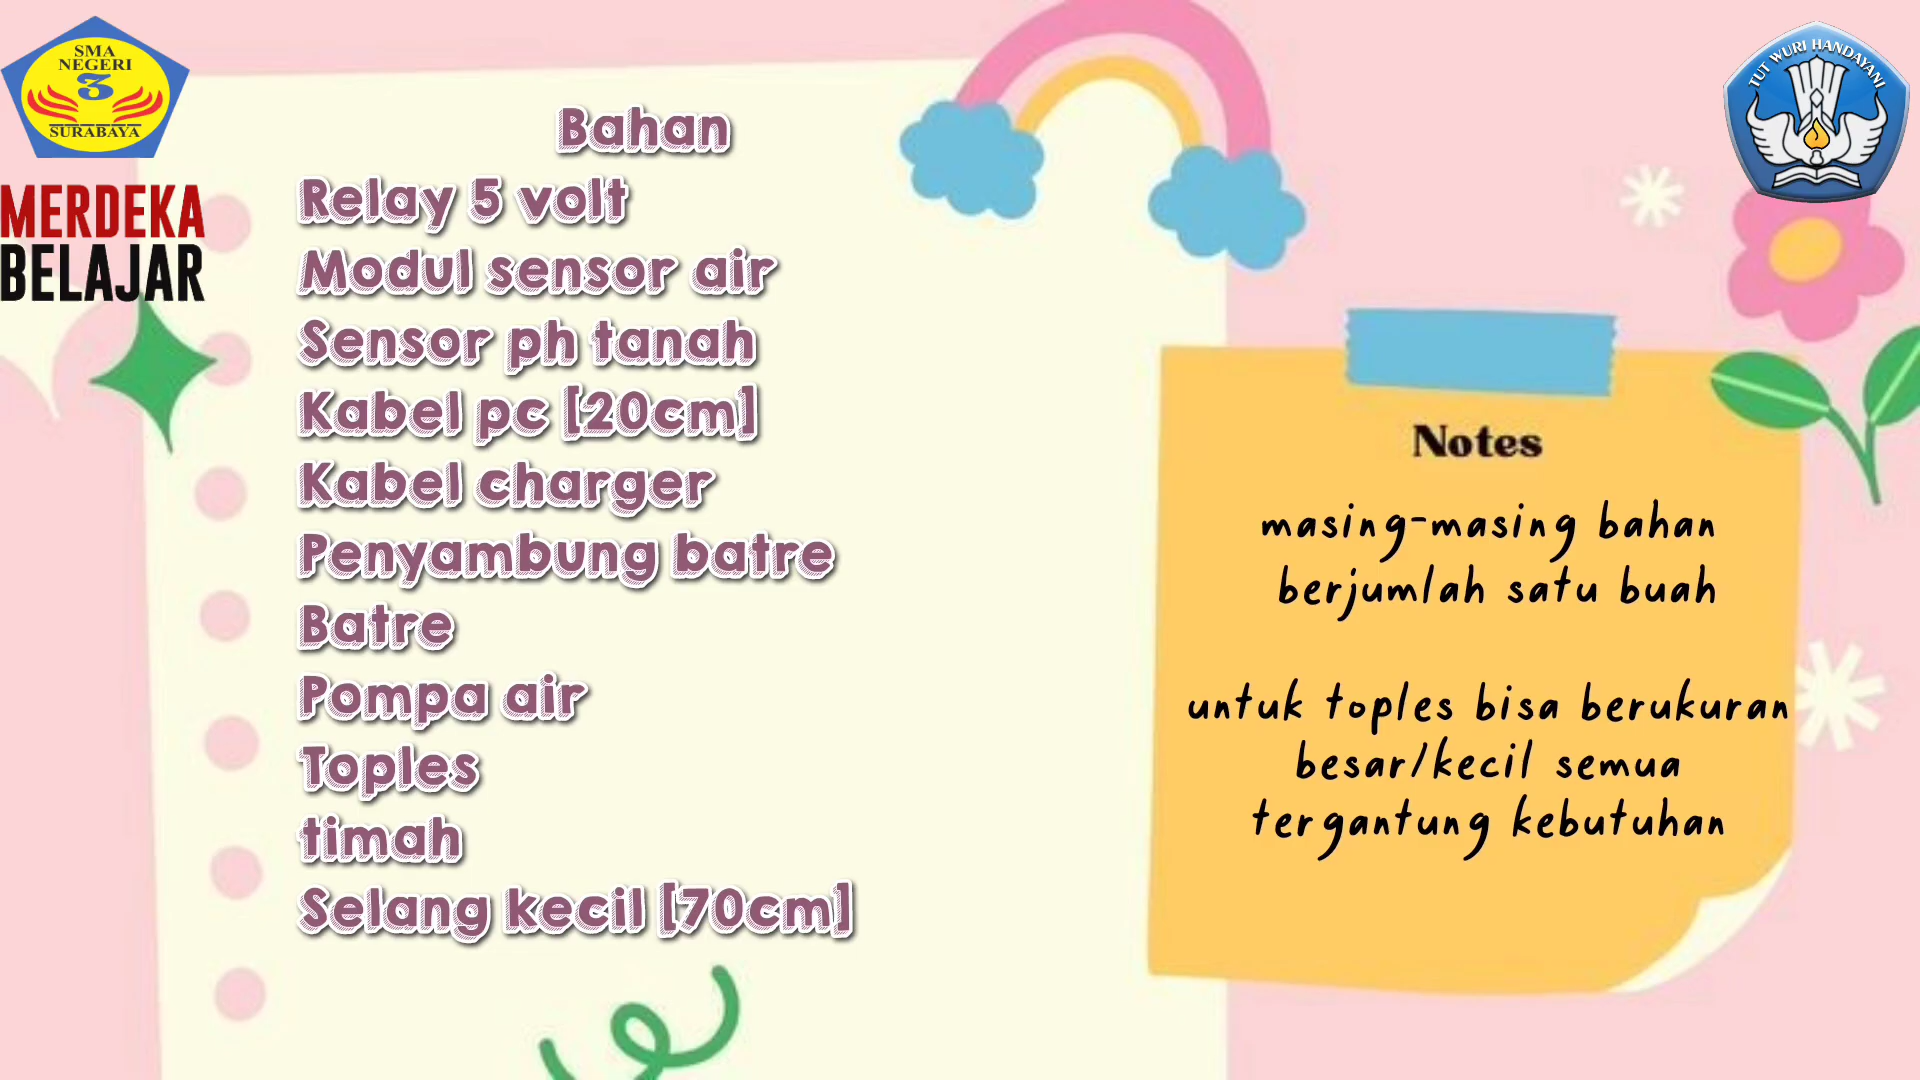 SMA
NEGERI
3
SURABAYA
MERDEKA
BELAJAR
TUT WURI HANDAYANI
Bahan
Relay 5 volt
Modul sensor air
Sensor ph tanah
Kabel pc [20cm]
Kabel charger
Penyambung batre
Batre
Pompa air
Toples
timah
Selang kecil [70cm]
Notes
masing-masing bahan
berjumlah satu buah
untuk toples bisa berukuran
besar/kecil semua
tergantung kebutuhan